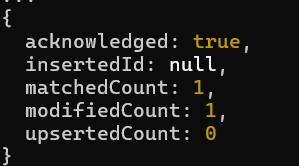 ...
{
  acknowledged: true,
  insertedId: null,
  matchedCount: 1,
  modifiedCount: 1,
  upsertedCount: 0
}